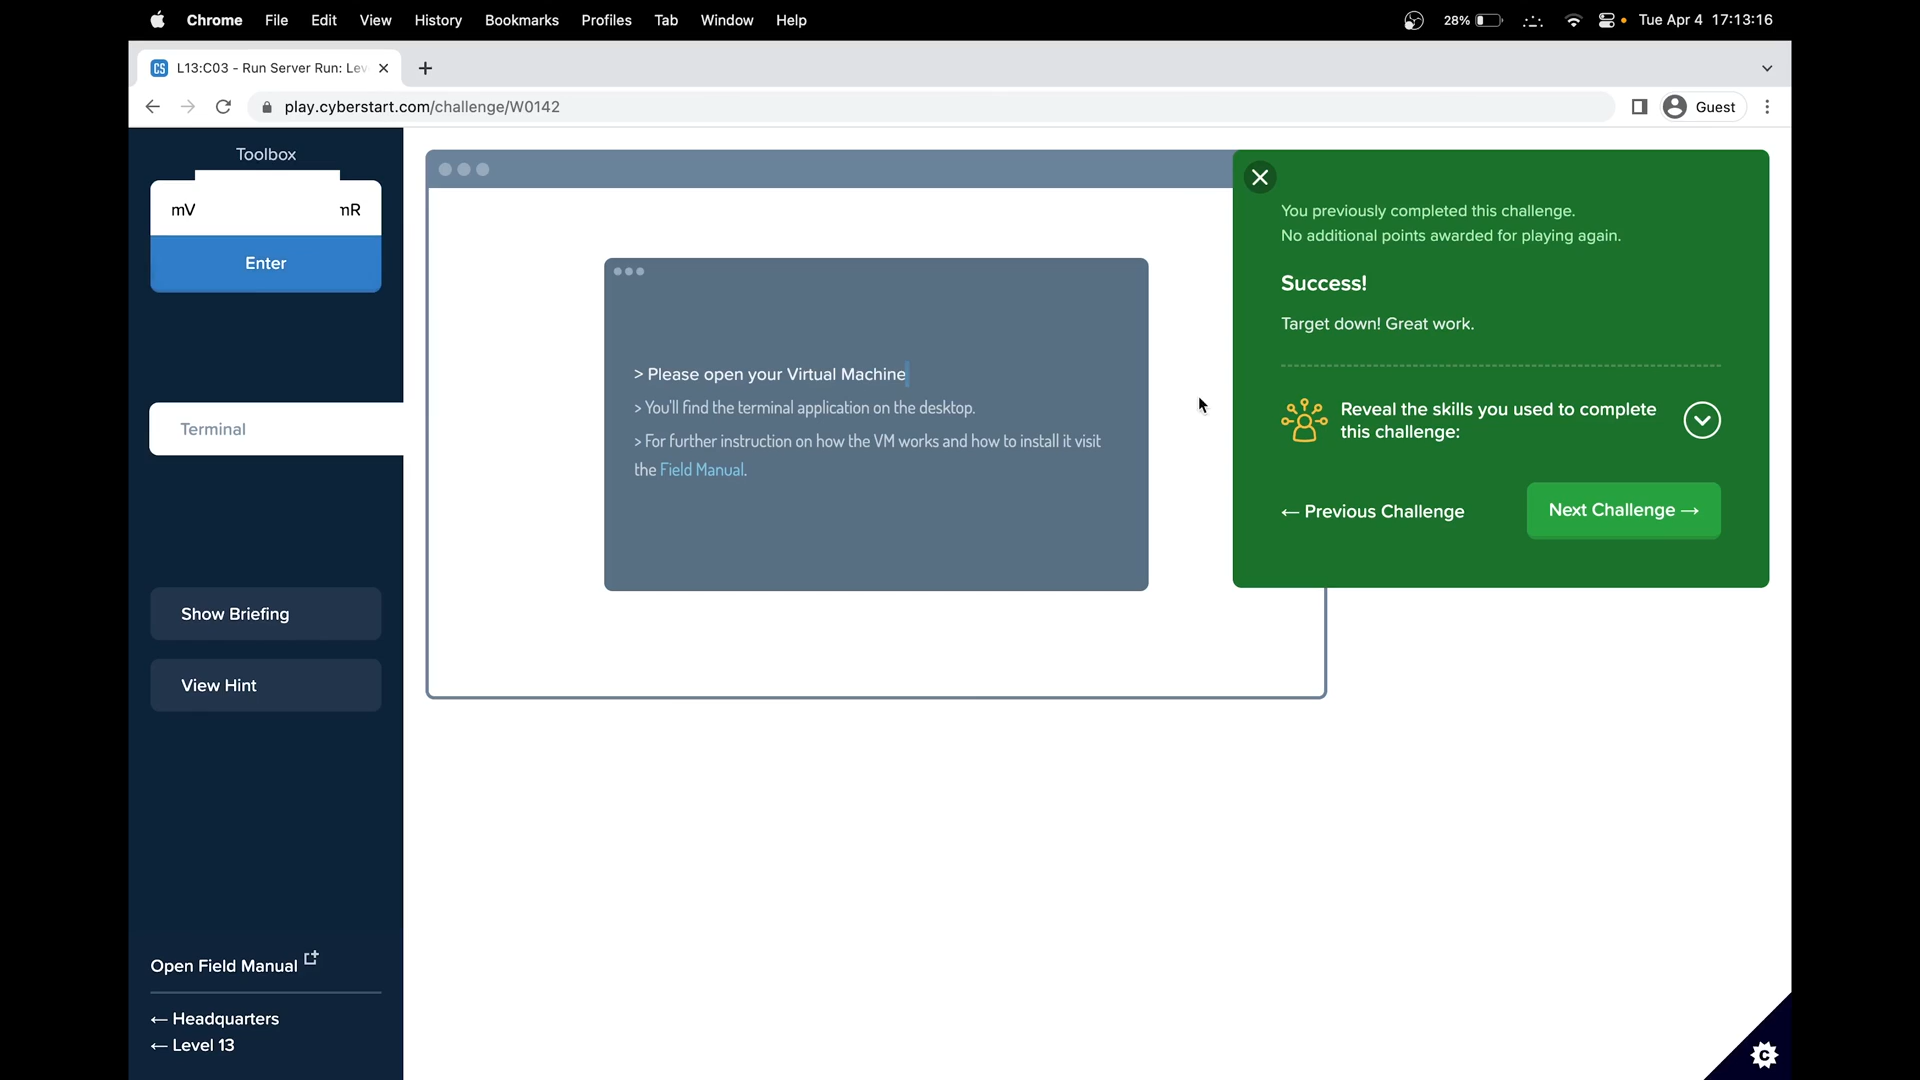 Chrome File Edit View History Bookmarks Profiles Tab Window Help 28% Tue Apr 4 17:13:16
CS L13:C03 - Run Server Run: Lev
play.cyberstart.com/challenge/W0142 Guest
Toolbox
mV nR
Enter
Terminal
Show Briefing
View Hint
Open Field Manual
← Headquarters
← Level 13
> Please open your Virtual Machine
> You'll find the terminal application on the desktop.
> For further instruction on how the VM works and how to install it visit
the Field Manual.
You previously completed this challenge.
No additional points awarded for playing again.
Success!
Target down! Great work.
Reveal the skills you used to complete
this challenge:
← Previous Challenge Next Challenge →
C